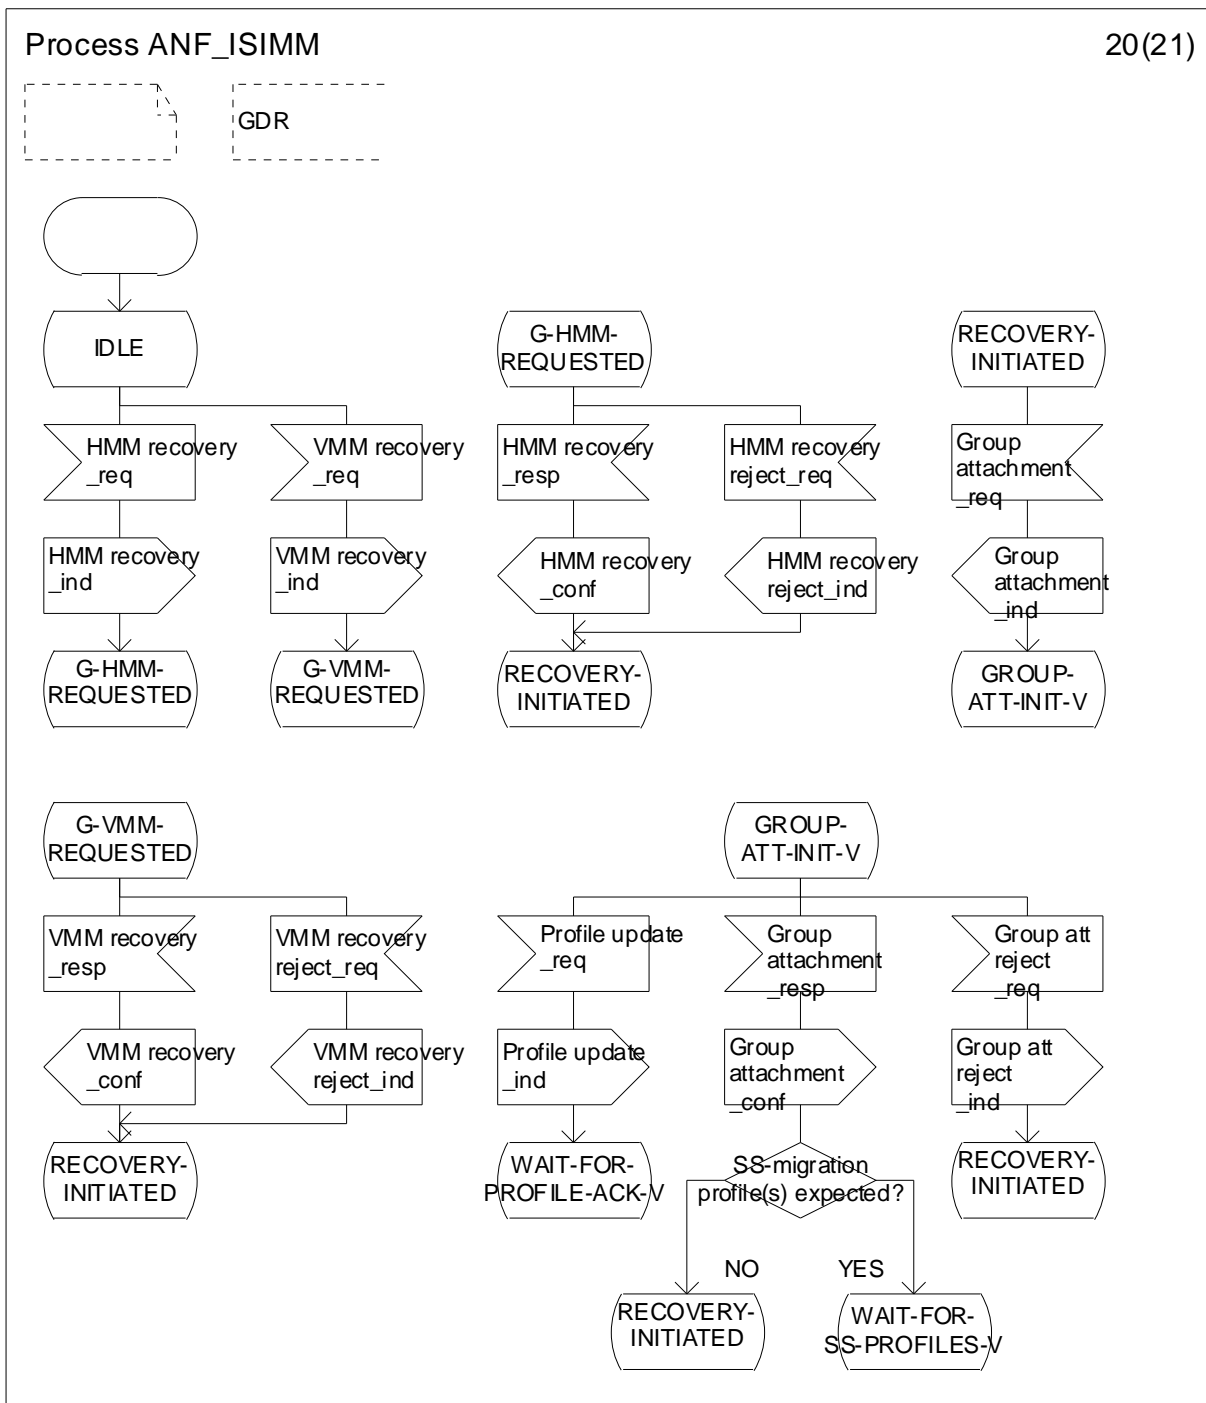 Process ANF_ISIMM
20(21)
GDR
IDLE
G-HMM-
REQUESTED
RECOVERY-
INITIATED
HMM recovery
_req
VMM recovery
_req
HMM recovery
_resp
HMM recovery
reject_req
Group
attachment
_req
HMM recovery
_ind
VMM recovery
_ind
HMM recovery
_conf
HMM recovery
reject_ind
Group
attachment
_ind
G-HMM-
REQUESTED
G-VMM-
REQUESTED
RECOVERY-
INITIATED
GROUP-
ATT-INIT-V
G-VMM-
REQUESTED
GROUP-
ATT-INIT-V
VMM recovery
_resp
VMM recovery
reject_req
Profile update
_req
Group
attachment
_resp
Group att
reject
_req
VMM recovery
_conf
VMM recovery
reject_ind
Profile update
_ind
Group
attachment
_conf
Group att
reject
_ind
RECOVERY-
INITIATED
WAIT-FOR-
PROFILE-ACK-V
SS-migration
profile(s) expected?
RECOVERY-
INITIATED
NO
YES
RECOVERY-
INITIATED
WAIT-FOR-
SS-PROFILES-V